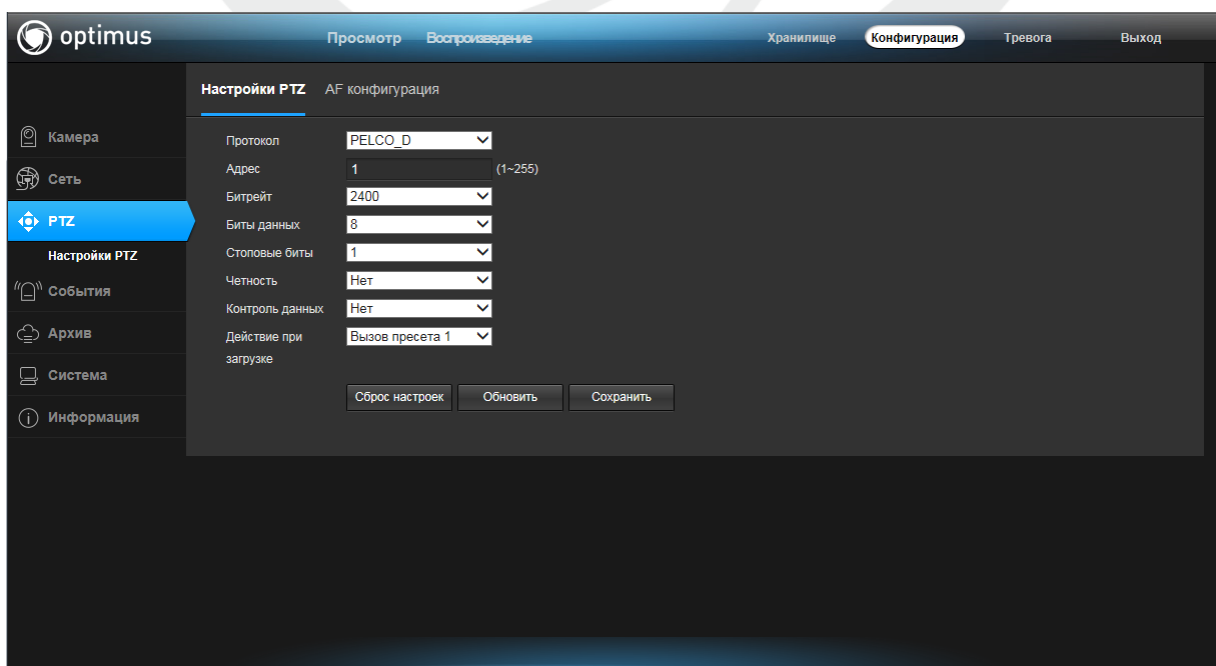 optimus Просмотр Воспроизведение Хранилище Конфигурация Тревога Выход
Настройки PTZ AF конфигурация
Камера
Сеть
PTZ
Настройки PTZ
События
Архив
Система
Информация
Протокол PELCO_D
Адрес 1 (1~255)
Битрейт 2400
Биты данных 8
Стоповые биты 1
Четность Нет
Контроль данных Нет
Действие при загрузке Вызов пресета 1
Сброс настроек Обновить Сохранить